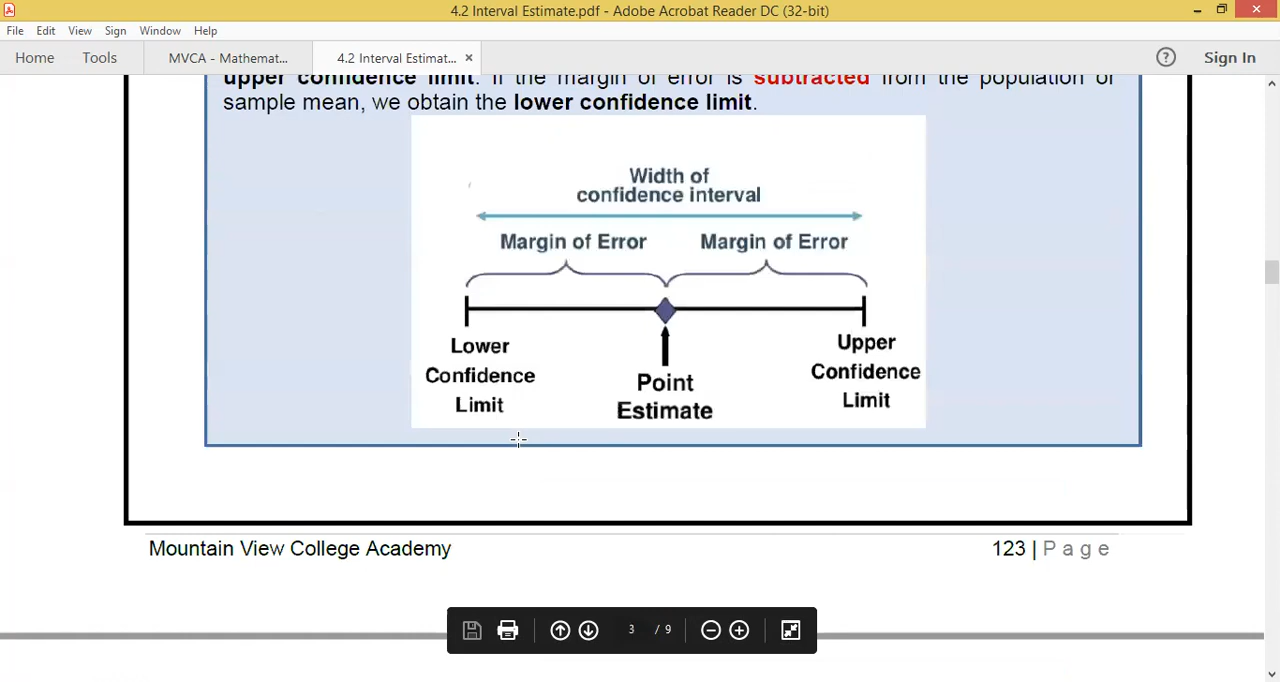 4.2 Interval Estimate.pdf - Adobe Acrobat Reader DC (32-bit)
File Edit View Sign Window Help
Home Tools MVCA - Mathemat... 4.2 Interval Estimat... × ? Sign In
upper confidence limit. If the margin of error is subtracted from the population or
sample mean, we obtain the lower confidence limit.
Width of
confidence interval
Margin of Error Margin of Error
Lower
Confidence
Limit
Point
Estimate
Upper
Confidence
Limit
Mountain View College Academy 123 | Page
3 / 9